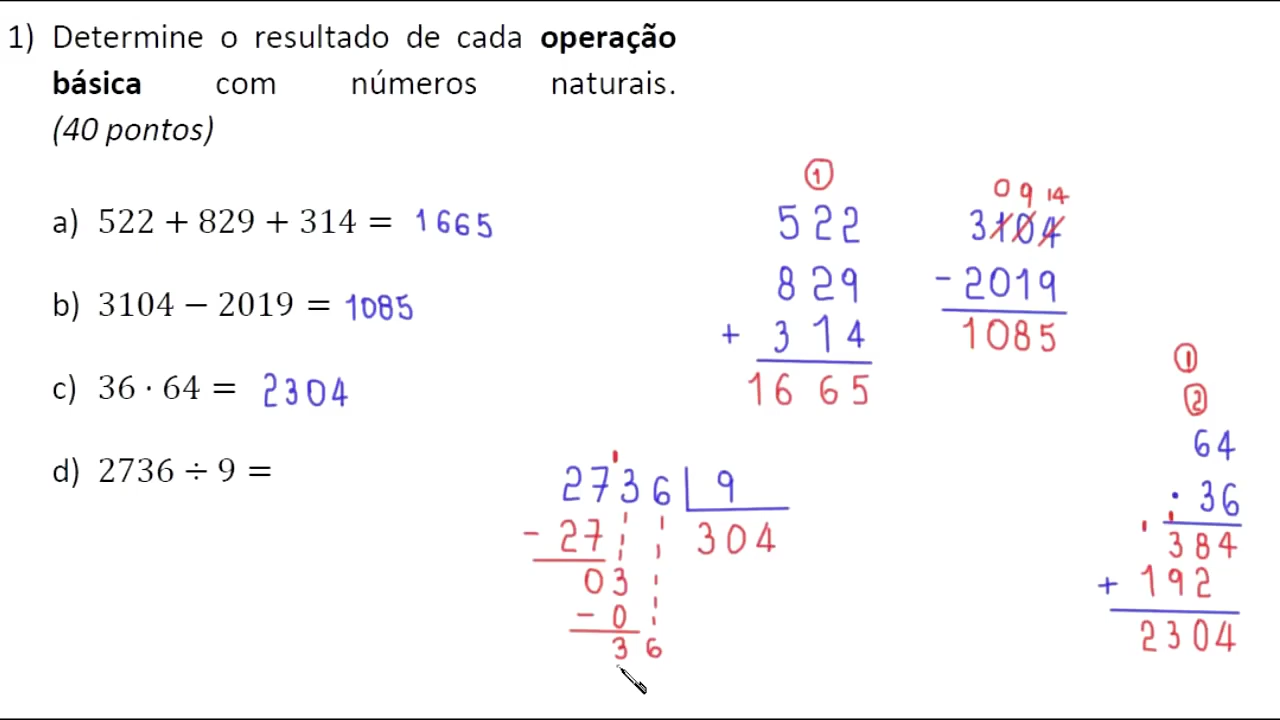 1) Determine o resultado de cada operação
básica com números naturais.
(40 pontos)
a) 522 + 829 + 314 = 1665
b) 3104 − 2019 = 1085
c) 36 · 64 = 2304
d) 2736 ÷ 9 =
1
522
829
+ 314
1665
0 9 14
3104
- 2019
1085
1
2
64
· 36
384
+ 192
2304
2736 9
- 27 304
03
- 0
36